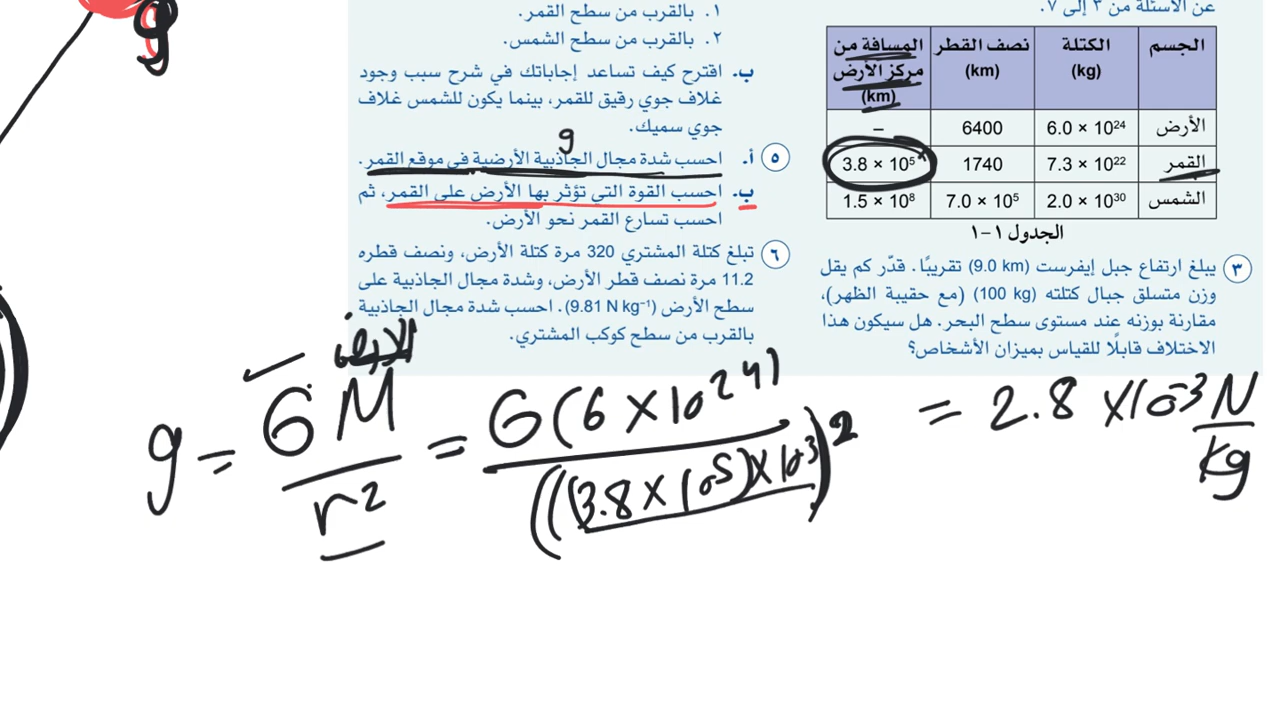 عن الأسئلة من ٣ إلى ٧.
الجسم الكتلة (kg) نصف القطر (km) المسافة من مركز الأرض (km)
الأرض 6.0 × 10²⁴ 6400 –
القمر 7.3 × 10²² 1740 3.8 × 10⁵
الشمس 2.0 × 10³⁰ 7.0 × 10⁵ 1.5 × 10⁸
الجدول ١-١
٣ يبلغ ارتفاع جبل إيفرست (9.0 km) تقريبًا. قدّر كم يقل
وزن متسلق جبال كتلته (100 kg) (مع حقيبة الظهر)،
مقارنة بوزنه عند مستوى سطح البحر. هل سيكون هذا
الاختلاف قابلًا للقياس بميزان الأشخاص؟
١. بالقرب من سطح القمر.
٢. بالقرب من سطح الشمس.
ب. اقترح كيف تساعد إجاباتك في شرح سبب وجود
غلاف جوي رقيق للقمر، بينما يكون للشمس غلاف
جوي سميك.
g
٥ أ. احسب شدة مجال الجاذبية الأرضية في موقع القمر.
ب. احسب القوة التي تؤثر بها الأرض على القمر، ثم
احسب تسارع القمر نحو الأرض.
٦ تبلغ كتلة المشتري 320 مرة كتلة الأرض، ونصف قطره
11.2 مرة نصف قطر الأرض، وشدة مجال الجاذبية على
سطح الأرض (9.81 N kg⁻¹). احسب شدة مجال الجاذبية
بالقرب من سطح كوكب المشتري.
g
الارض
g = G M / r² = G (6 × 10²⁴) / ((3.8 × 10⁵) × 10³)² = 2.8 × 10⁻³ N / kg